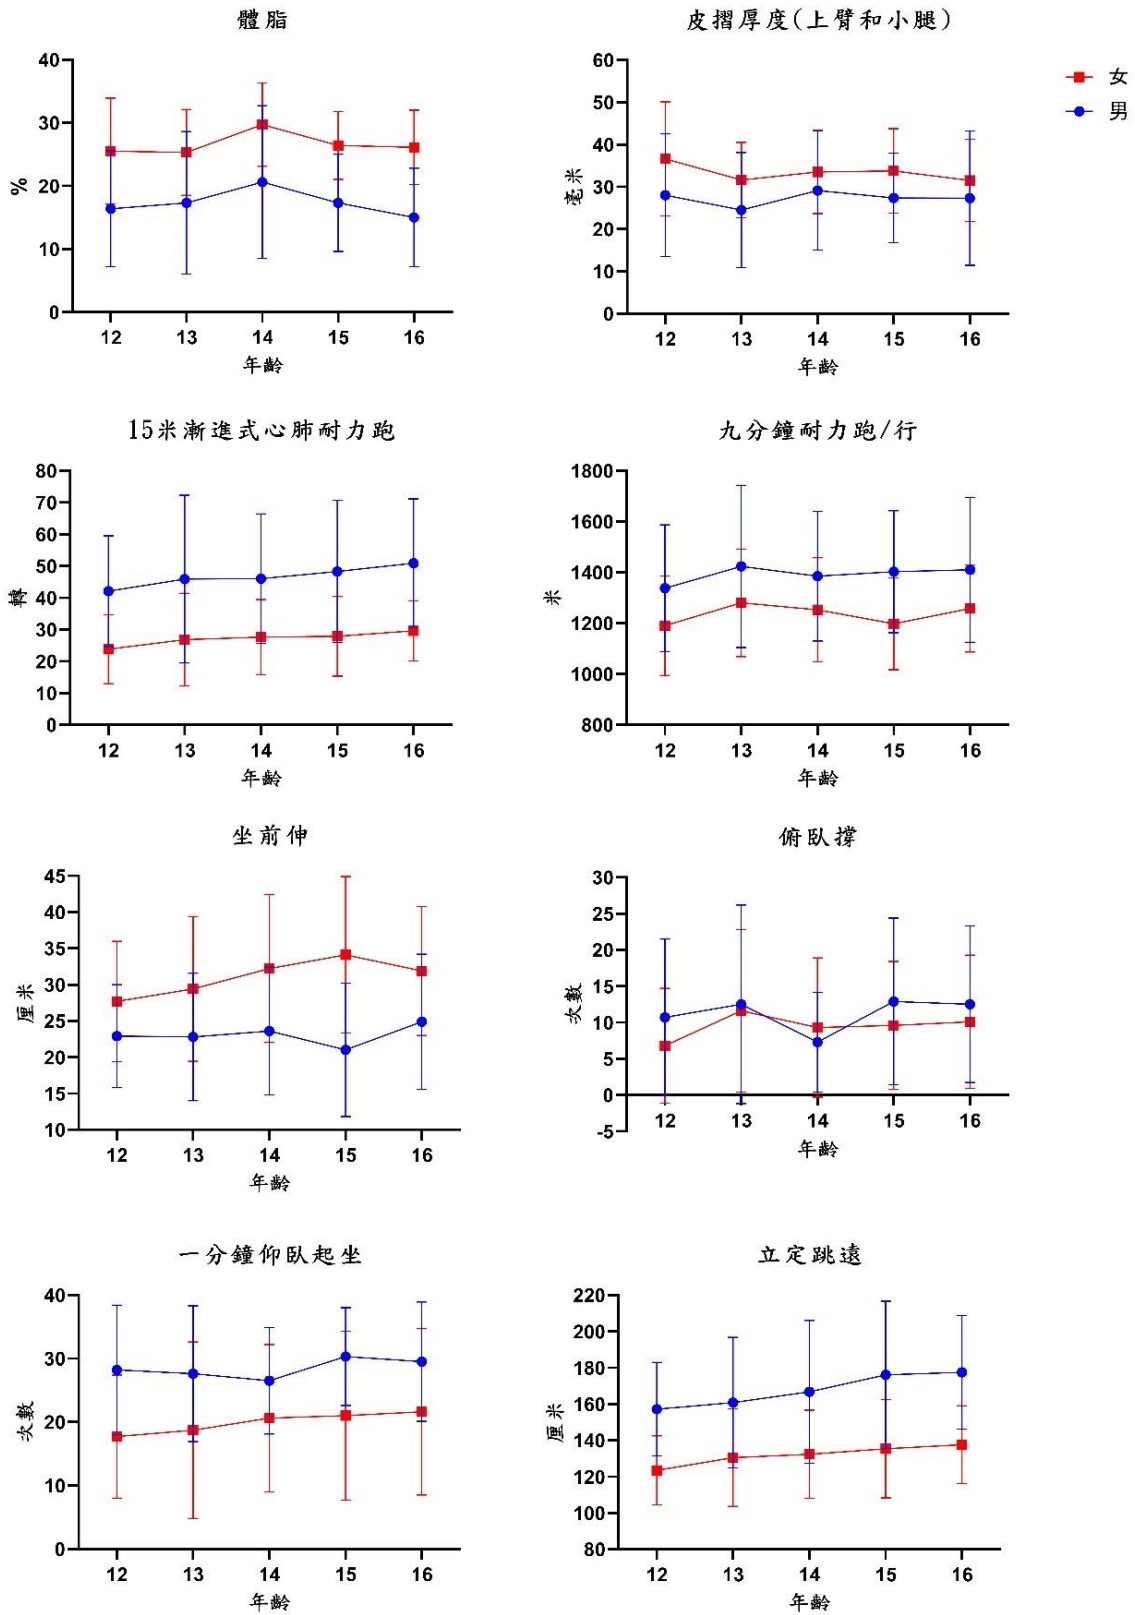 體脂
40
30
20
10
0
%
12 13 14 15 16
年齡
皮摺厚度(上臂和小腿)
60
50
40
30
20
10
0
毫米
12 13 14 15 16
年齡
女
男
15米漸進式心肺耐力跑
80
70
60
50
40
30
20
10
0
轉
12 13 14 15 16
年齡
九分鐘耐力跑/行
1800
1600
1400
1200
1000
800
米
12 13 14 15 16
年齡
坐前伸
45
40
35
30
25
20
15
10
厘米
12 13 14 15 16
年齡
俯臥撐
30
25
20
15
10
5
0
-5
次數
12 13 14 15 16
年齡
一分鐘仰臥起坐
40
30
20
10
0
次數
12 13 14 15 16
年齡
立定跳遠
220
200
180
160
140
120
100
80
厘米
12 13 14 15 16
年齡